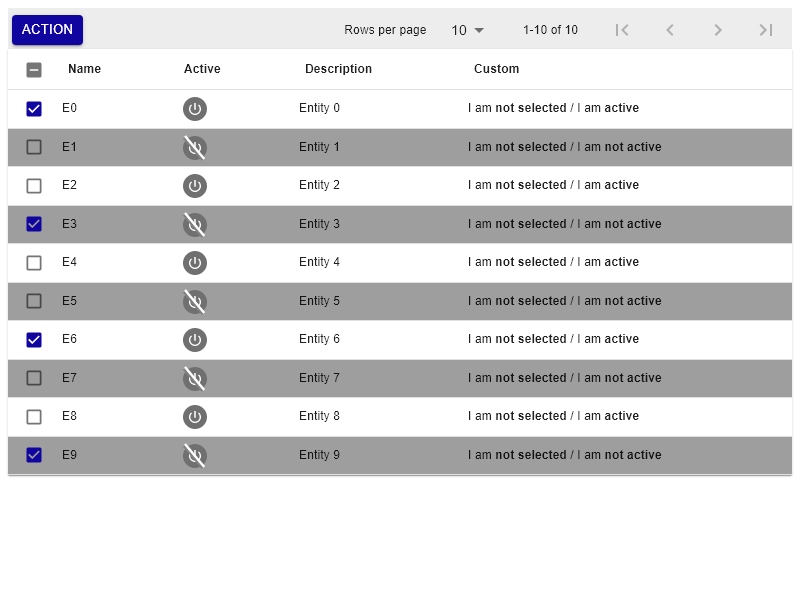 ACTION Rows per page 10 1-10 of 10
Name Active Description Custom
E0 Entity 0 I am not selected / I am active
E1 Entity 1 I am not selected / I am not active
E2 Entity 2 I am not selected / I am active
E3 Entity 3 I am not selected / I am not active
E4 Entity 4 I am not selected / I am active
E5 Entity 5 I am not selected / I am not active
E6 Entity 6 I am not selected / I am active
E7 Entity 7 I am not selected / I am not active
E8 Entity 8 I am not selected / I am active
E9 Entity 9 I am not selected / I am not active